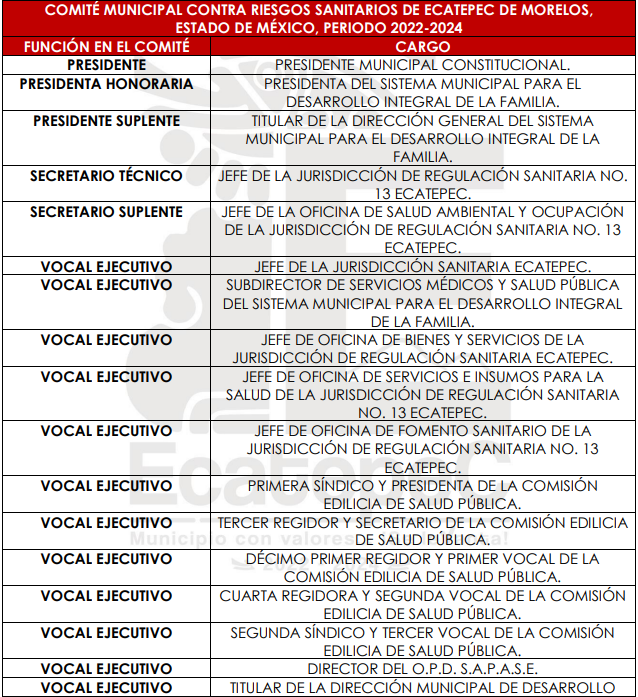 COMITÉ MUNICIPAL CONTRA RIESGOS SANITARIOS DE ECATEPEC DE MORELOS,
ESTADO DE MÉXICO, PERIODO 2022-2024
FUNCIÓN EN EL COMITÉ CARGO
PRESIDENTE PRESIDENTE MUNICIPAL CONSTITUCIONAL.
PRESIDENTA HONORARIA PRESIDENTA DEL SISTEMA MUNICIPAL PARA EL
DESARROLLO INTEGRAL DE LA FAMILIA.
PRESIDENTE SUPLENTE TITULAR DE LA DIRECCIÓN GENERAL DEL SISTEMA
MUNICIPAL PARA EL DESARROLLO INTEGRAL DE LA
FAMILIA.
SECRETARIO TÉCNICO JEFE DE LA JURISDICCIÓN DE REGULACIÓN SANITARIA NO.
13 ECATEPEC.
SECRETARIO SUPLENTE JEFE DE LA OFICINA DE SALUD AMBIENTAL Y OCUPACIÓN
DE LA JURISDICCIÓN DE REGULACIÓN SANITARIA NO. 13
ECATEPEC.
VOCAL EJECUTIVO JEFE DE LA JURISDICCIÓN SANITARIA ECATEPEC.
VOCAL EJECUTIVO SUBDIRECTOR DE SERVICIOS MÉDICOS Y SALUD PÚBLICA
DEL SISTEMA MUNICIPAL PARA EL DESARROLLO INTEGRAL
DE LA FAMILIA.
VOCAL EJECUTIVO JEFE DE OFICINA DE BIENES Y SERVICIOS DE LA
JURISDICCIÓN DE REGULACIÓN SANITARIA ECATEPEC.
VOCAL EJECUTIVO JEFE DE OFICINA DE SERVICIOS E INSUMOS PARA LA
SALUD DE LA JURISDICCIÓN DE REGULACIÓN SANITARIA
NO. 13 ECATEPEC.
VOCAL EJECUTIVO JEFE DE OFICINA DE FOMENTO SANITARIO DE LA
JURISDICCIÓN DE REGULACIÓN SANITARIA NO. 13
ECATEPEC.
VOCAL EJECUTIVO PRIMERA SÍNDICO Y PRESIDENTA DE LA COMISIÓN
EDILICIA DE SALUD PÚBLICA.
VOCAL EJECUTIVO TERCER REGIDOR Y SECRETARIO DE LA COMISIÓN EDILICIA
DE SALUD PÚBLICA.
VOCAL EJECUTIVO DÉCIMO PRIMER REGIDOR Y PRIMER VOCAL DE LA
COMISIÓN EDILICIA DE SALUD PÚBLICA.
VOCAL EJECUTIVO CUARTA REGIDORA Y SEGUNDA VOCAL DE LA COMISIÓN
EDILICIA DE SALUD PÚBLICA.
VOCAL EJECUTIVO SEGUNDA SÍNDICO Y TERCER VOCAL DE LA COMISIÓN
EDILICIA DE SALUD PÚBLICA.
VOCAL EJECUTIVO DIRECTOR DEL O.P.D. S.A.P.A.S.E.
VOCAL EJECUTIVO TITULAR DE LA DIRECCIÓN MUNICIPAL DE DESARROLLO
Ecatepec
Municipio con valores